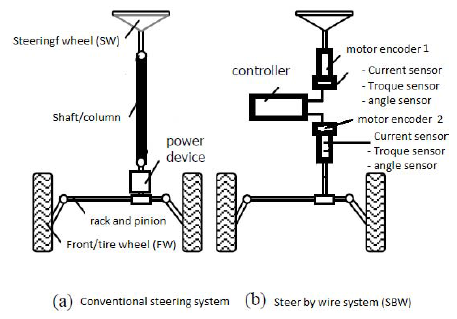 Steeringf wheel (SW)
Shaft/column
power
device
rack and pinion
Front/tire wheel (FW)
(a) Conventional steering system
motor encoder 1
- Current sensor
- Troque sensor
- angle sensor
controller
motor encoder 2
Current sensor
- Troque sensor
- angle sensor
(b) Steer by wire system (SBW)